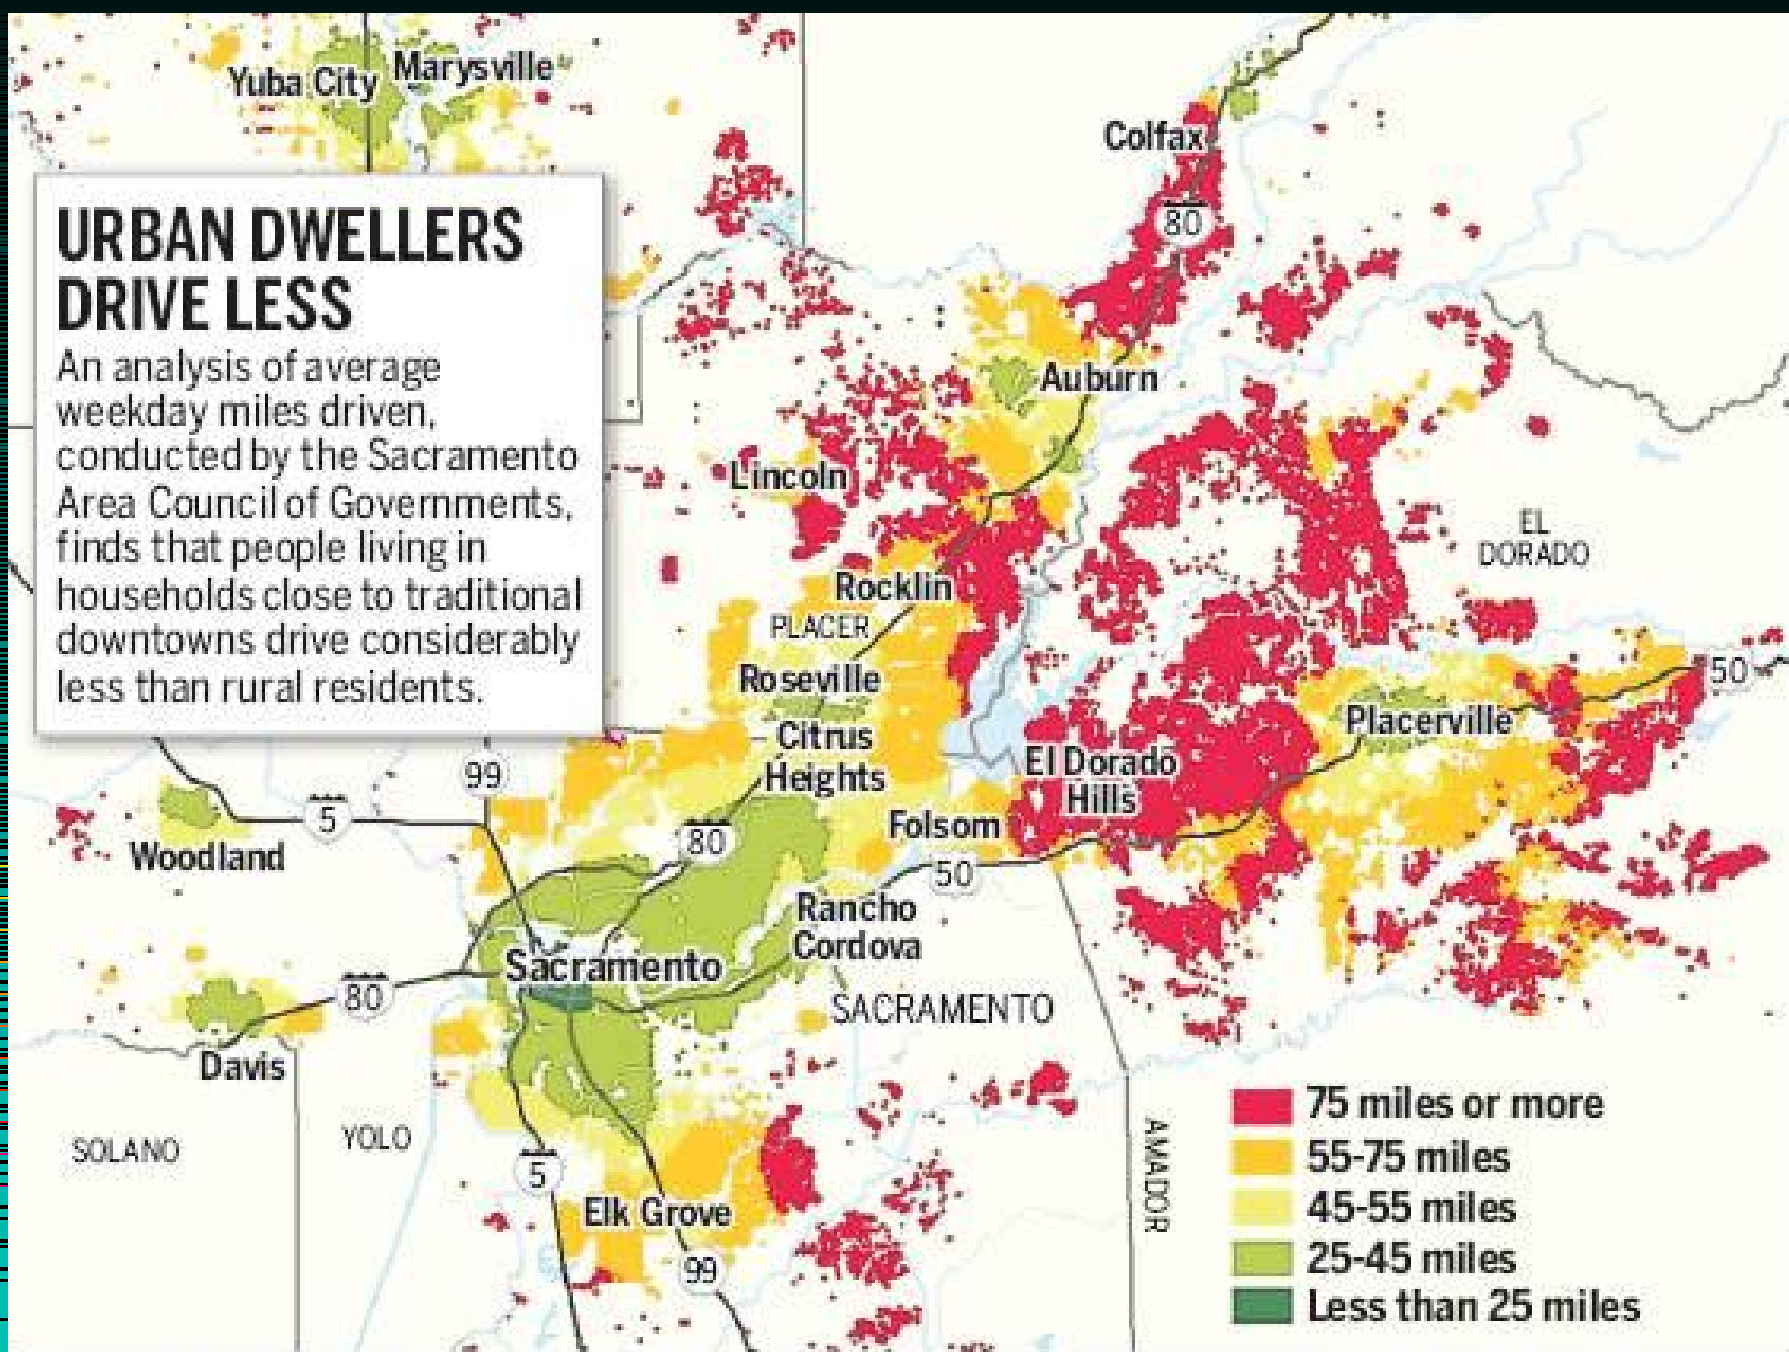 Yuba City
Marysville
Colfax
80
URBAN DWELLERS
DRIVE LESS
An analysis of average
weekday miles driven,
conducted by the Sacramento
Area Council of Governments,
finds that people living in
households close to traditional
downtowns drive considerably
less than rural residents.
Auburn
Lincoln
EL
DORADO
Rocklin
PLACER
Roseville
50
Placerville
Citrus
Heights
El Dorado
Hills
99
5
Woodland
80
Folsom
50
Rancho
Cordova
Sacramento
80
SACRAMENTO
Davis
SOLANO
YOLO
AMADOR
5
Elk Grove
99
75 miles or more
55-75 miles
45-55 miles
25-45 miles
Less than 25 miles